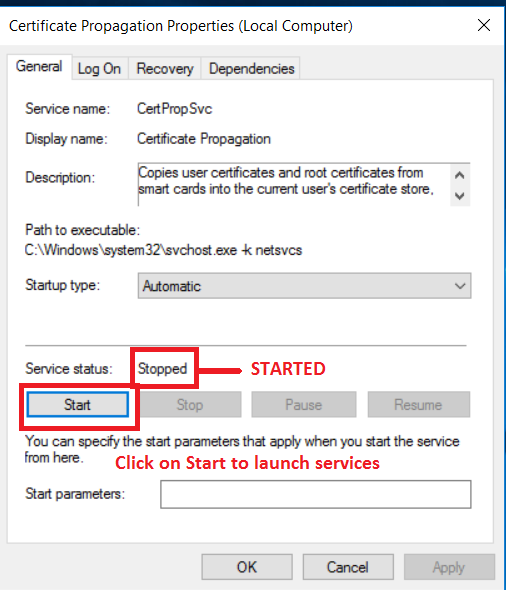 Certificate Propagation Properties (Local Computer)
General Log On Recovery Dependencies
Service name: CertPropSvc
Display name: Certificate Propagation
Description: Copies user certificates and root certificates from
smart cards into the current user's certificate store,
Path to executable:
C:\Windows\system32\svchost.exe -k netsvcs
Startup type: Automatic
Service status: Stopped STARTED
Start Stop Pause Resume
You can specify the start parameters that apply when you start the service
from here.
Click on Start to launch services
Start parameters:
OK Cancel Apply